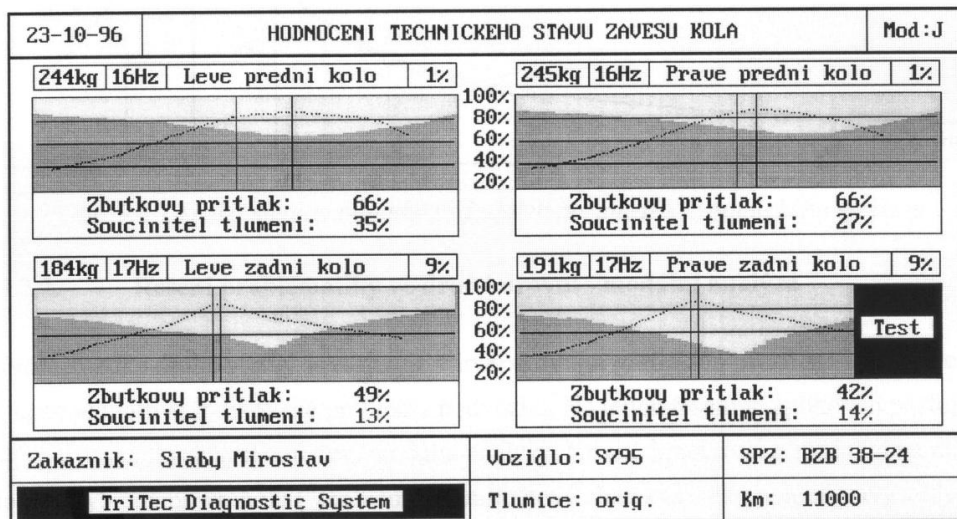 23-10-96 HODNOCENI TECHNICKEHO STAVU ZAVESU KOLA Mod:J
244kg 16Hz Leve predni kolo 1%
245kg 16Hz Prave predni kolo 1%
100%
80%
60%
40%
20%
Zbytkovy pritlak: 66%
Soucinitel tlumeni: 35%
Zbytkovy pritlak: 66%
Soucinitel tlumeni: 27%
184kg 17Hz Leve zadni kolo 9%
191kg 17Hz Prave zadni kolo 9%
100%
80%
60%
40%
20%
Test
Zbytkovy pritlak: 49%
Soucinitel tlumeni: 13%
Zbytkovy pritlak: 42%
Soucinitel tlumeni: 14%
Zakaznik: Slaby Miroslav
Vozidlo: S795
SPZ: BZB 38-24
TriTec Diagnostic System
Tlumice: orig.
Km: 11000